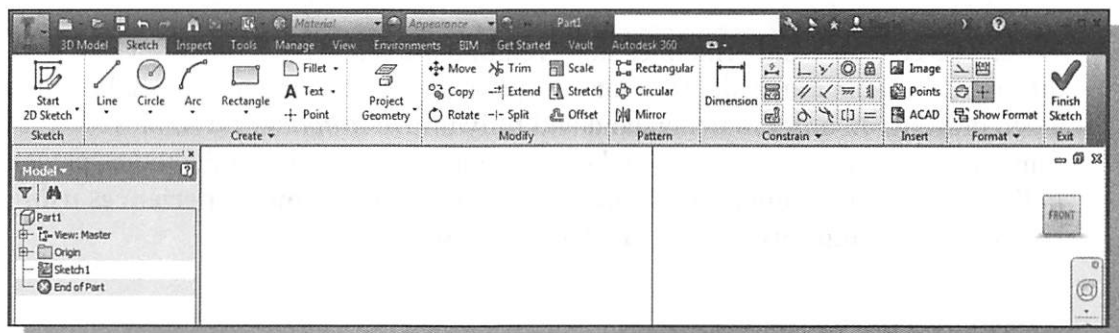 Material Appearance Part1
3D Model Sketch Inspect Tools Manage View Environments BIM Get Started Vault Autodesk 360
Fillet Move Trim Scale Rectangular Image
Start 2D Sketch Line Circle Arc Rectangle Text Project Geometry Copy Extend Stretch Circular Dimension Points Finish Sketch
Point Rotate Split Offset Mirror ACAD Show Format
Sketch Create Modify Pattern Constrain Insert Format Exit
Model
Part1
View: Master
Origin
Sketch1
End of Part
FRONT